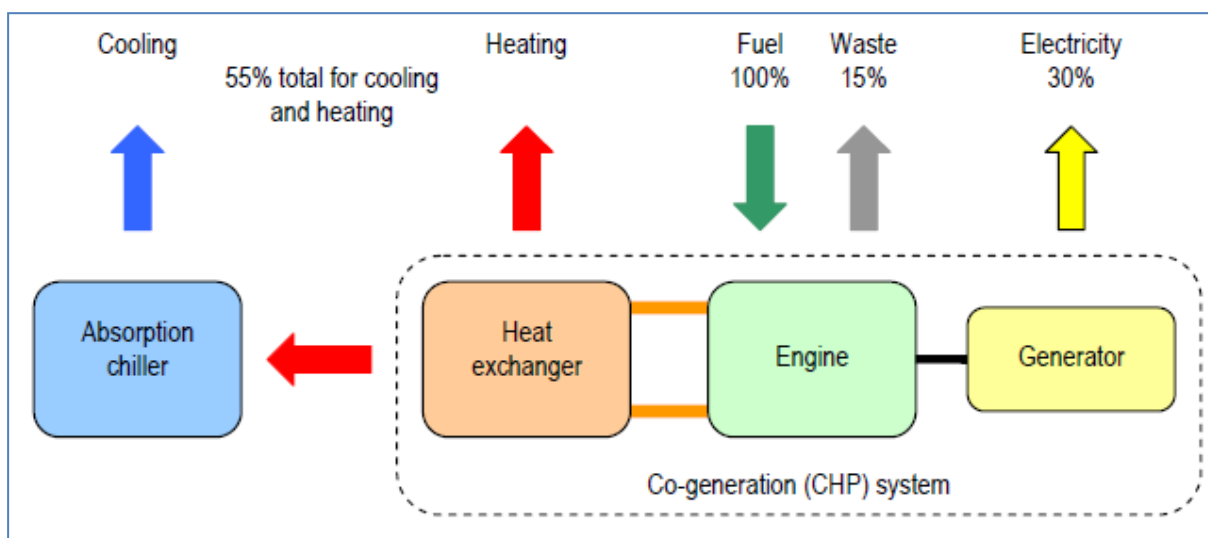 Cooling
55% total for cooling
and heating
Heating
Fuel
100%
Waste
15%
Electricity
30%
Absorption
chiller
Heat
exchanger
Engine
Generator
Co-generation (CHP) system